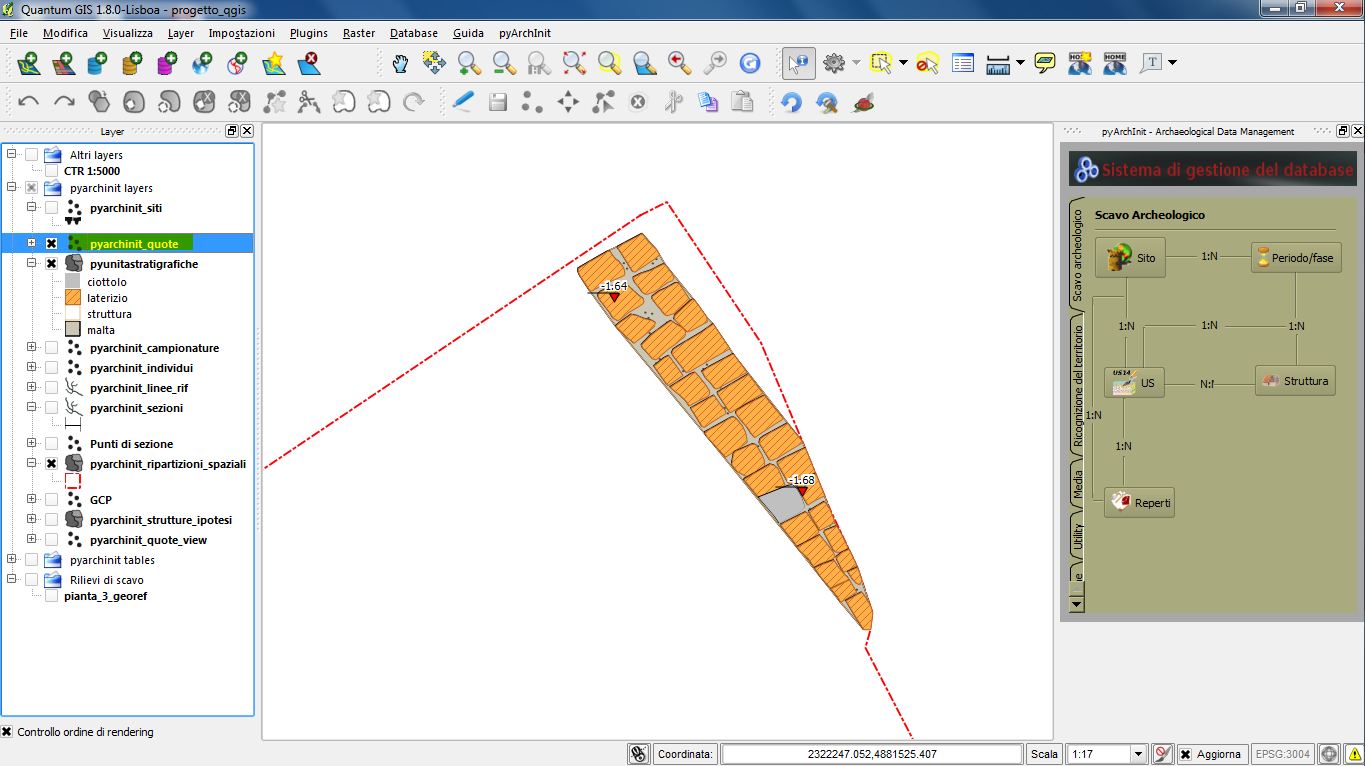 Quantum GIS 1.8.0-Lisboa - progetto_qgis
File Modifica Visualizza Layer Impostazioni Plugins Raster Database Guida pyArchInit
Layer
Altri layers
CTR 1:5000
pyarchinit layers
pyarchinit_siti
pyarchinit_quote
pyunitastratigrafiche
ciottolo
laterizio
struttura
malta
pyarchinit_campionature
pyarchinit_individui
pyarchinit_linee_rif
pyarchinit_sezioni
Punti di sezione
pyarchinit_ripartizioni_spaziali
GCP
pyarchinit_strutture_ipotesi
pyarchinit_quote_view
pyarchinit tables
Rilievi di scavo
pianta_3_georef
Controllo ordine di rendering
-1.64
-1.68
pyArchInit - Archaeological Data Management
Sistema di gestione del database
Scavo archeologico
Ricognizione del territorio
Media
Utility
Scavo Archeologico
Sito
1:N
Periodo/fase
1:N
1:N
1:N
US14
US
N:
Struttura
1:N
1:N
Reperti
Coordinata: 2322247.052,4881525.407 Scala 1:17 Aggiorna EPSG:3004